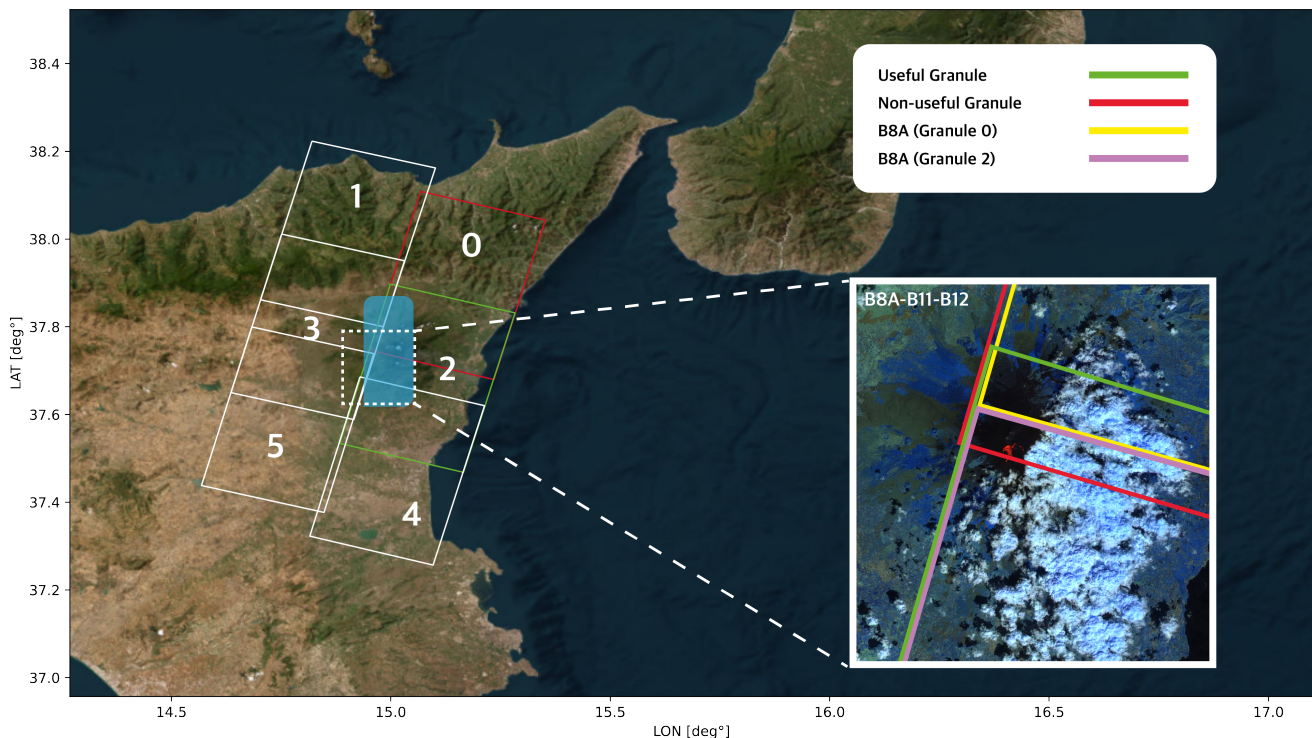 38.4
38.2
38.0
37.8
37.6
37.4
37.2
37.0
LAT [deg°]
14.5
15.0
15.5
16.0
16.5
17.0
LON [deg°]
1
0
3
2
5
4
Useful Granule
Non-useful Granule
B8A (Granule 0)
B8A (Granule 2)
B8A-B11-B12